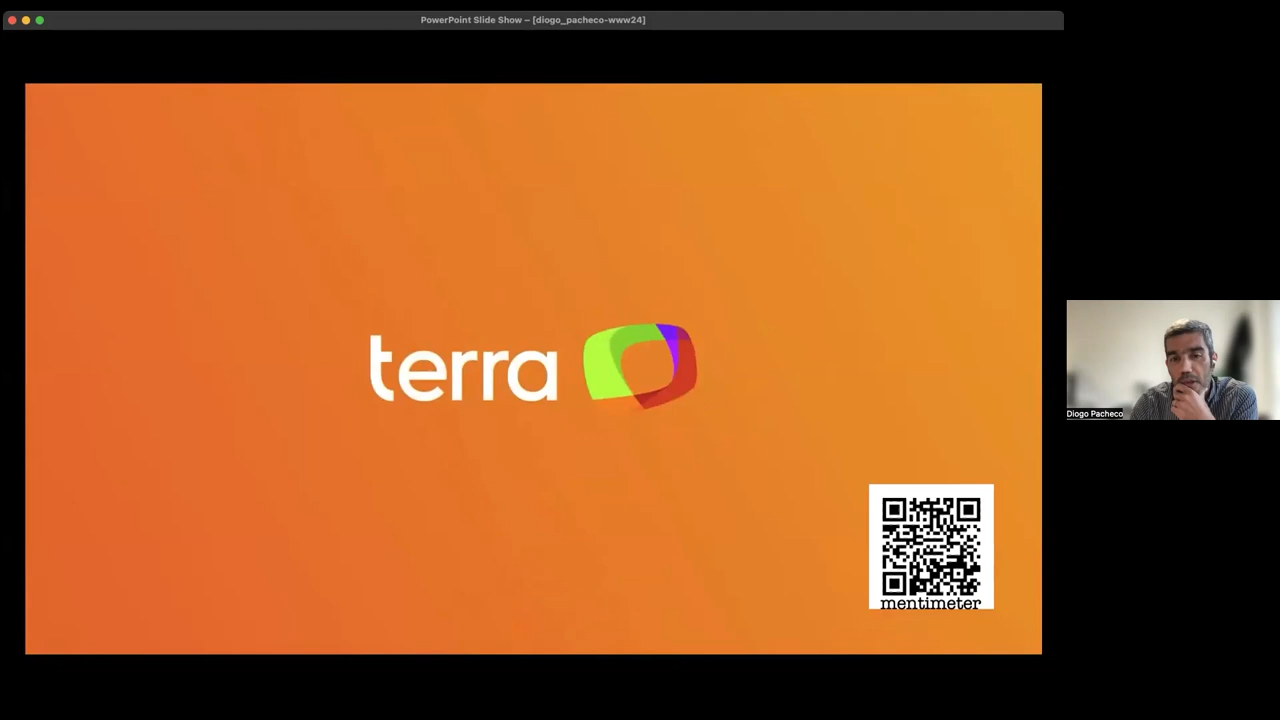 PowerPoint Slide Show – [diogo_pacheco-www24]
terra
mentimeter
Diogo Pacheco